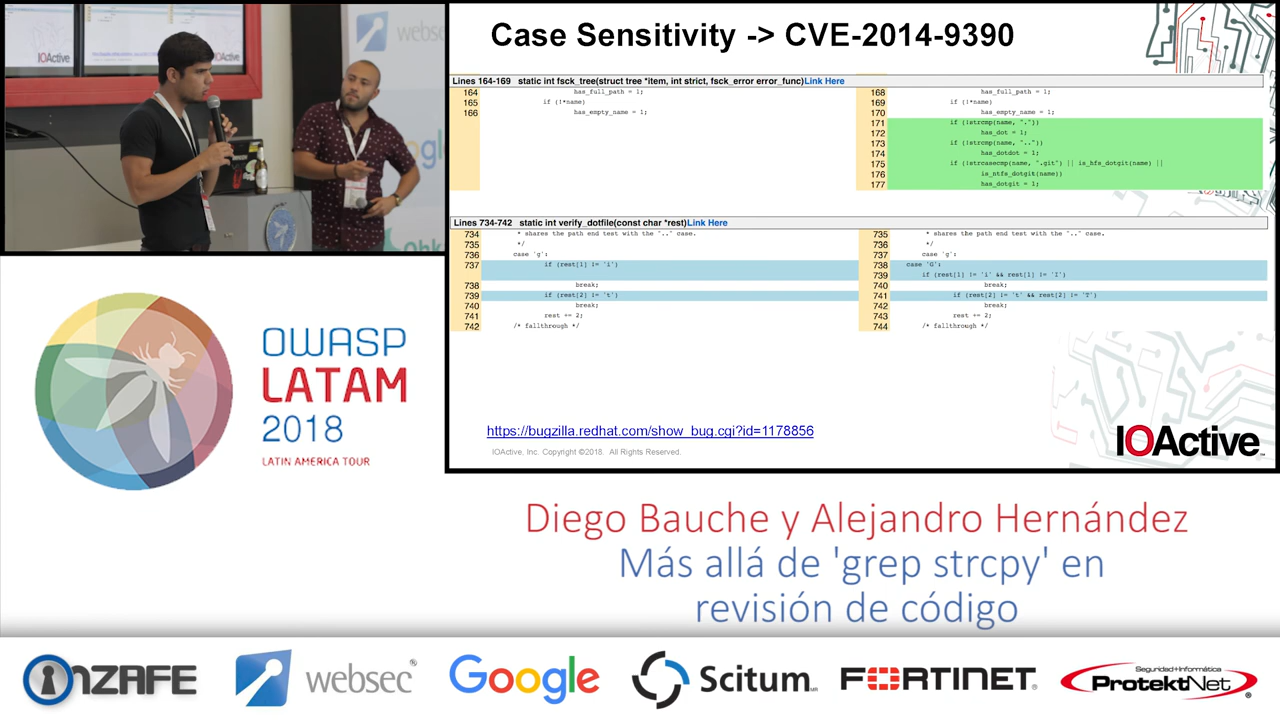 IOActive
websec
Case Sensitivity -> CVE-2014-9390
Lines 164-169 static int fsck_tree(struct tree *item, int strict, fsck_error error_func)Link Here
164 has_full_path = 1;
165 if (!*name)
166 has_empty_name = 1;
168 has_full_path = 1;
169 if (!*name)
170 has_empty_name = 1;
171 if (!strcmp(name, "."))
172 has_dot = 1;
173 if (!strcmp(name, ".."))
174 has_dotdot = 1;
175 if (!strcasecmp(name, ".git") || is_hfs_dotgit(name) ||
176 is_ntfs_dotgit(name))
177 has_dotgit = 1;
Lines 734-742 static int verify_dotfile(const char *rest)Link Here
734 * shares the path end test with the ".." case.
735 */
736 case 'g':
737 if (rest[1] != 'i')
738 break;
739 if (rest[2] != 't')
740 break;
741 rest += 2;
742 /* fallthrough */
735 * shares the path end test with the ".." case.
736 */
737 case 'g':
738 case 'G':
739 if (rest[1] != 'i' && rest[1] != 'I')
740 break;
741 if (rest[2] != 't' && rest[2] != 'T')
742 break;
743 rest += 2;
744 /* fallthrough */
https://bugzilla.redhat.com/show_bug.cgi?id=1178856
IOActive, Inc. Copyright ©2018. All Rights Reserved.
IOActive™
OWASP
LATAM
2018
LATIN AMERICA TOUR
Diego Bauche y Alejandro Hernández
Más allá de 'grep strcpy' en
revisión de código
INZAFE
websec®
Google
Scitum MR
FORTINET®
Seguridad+Informática
ProtektNet®